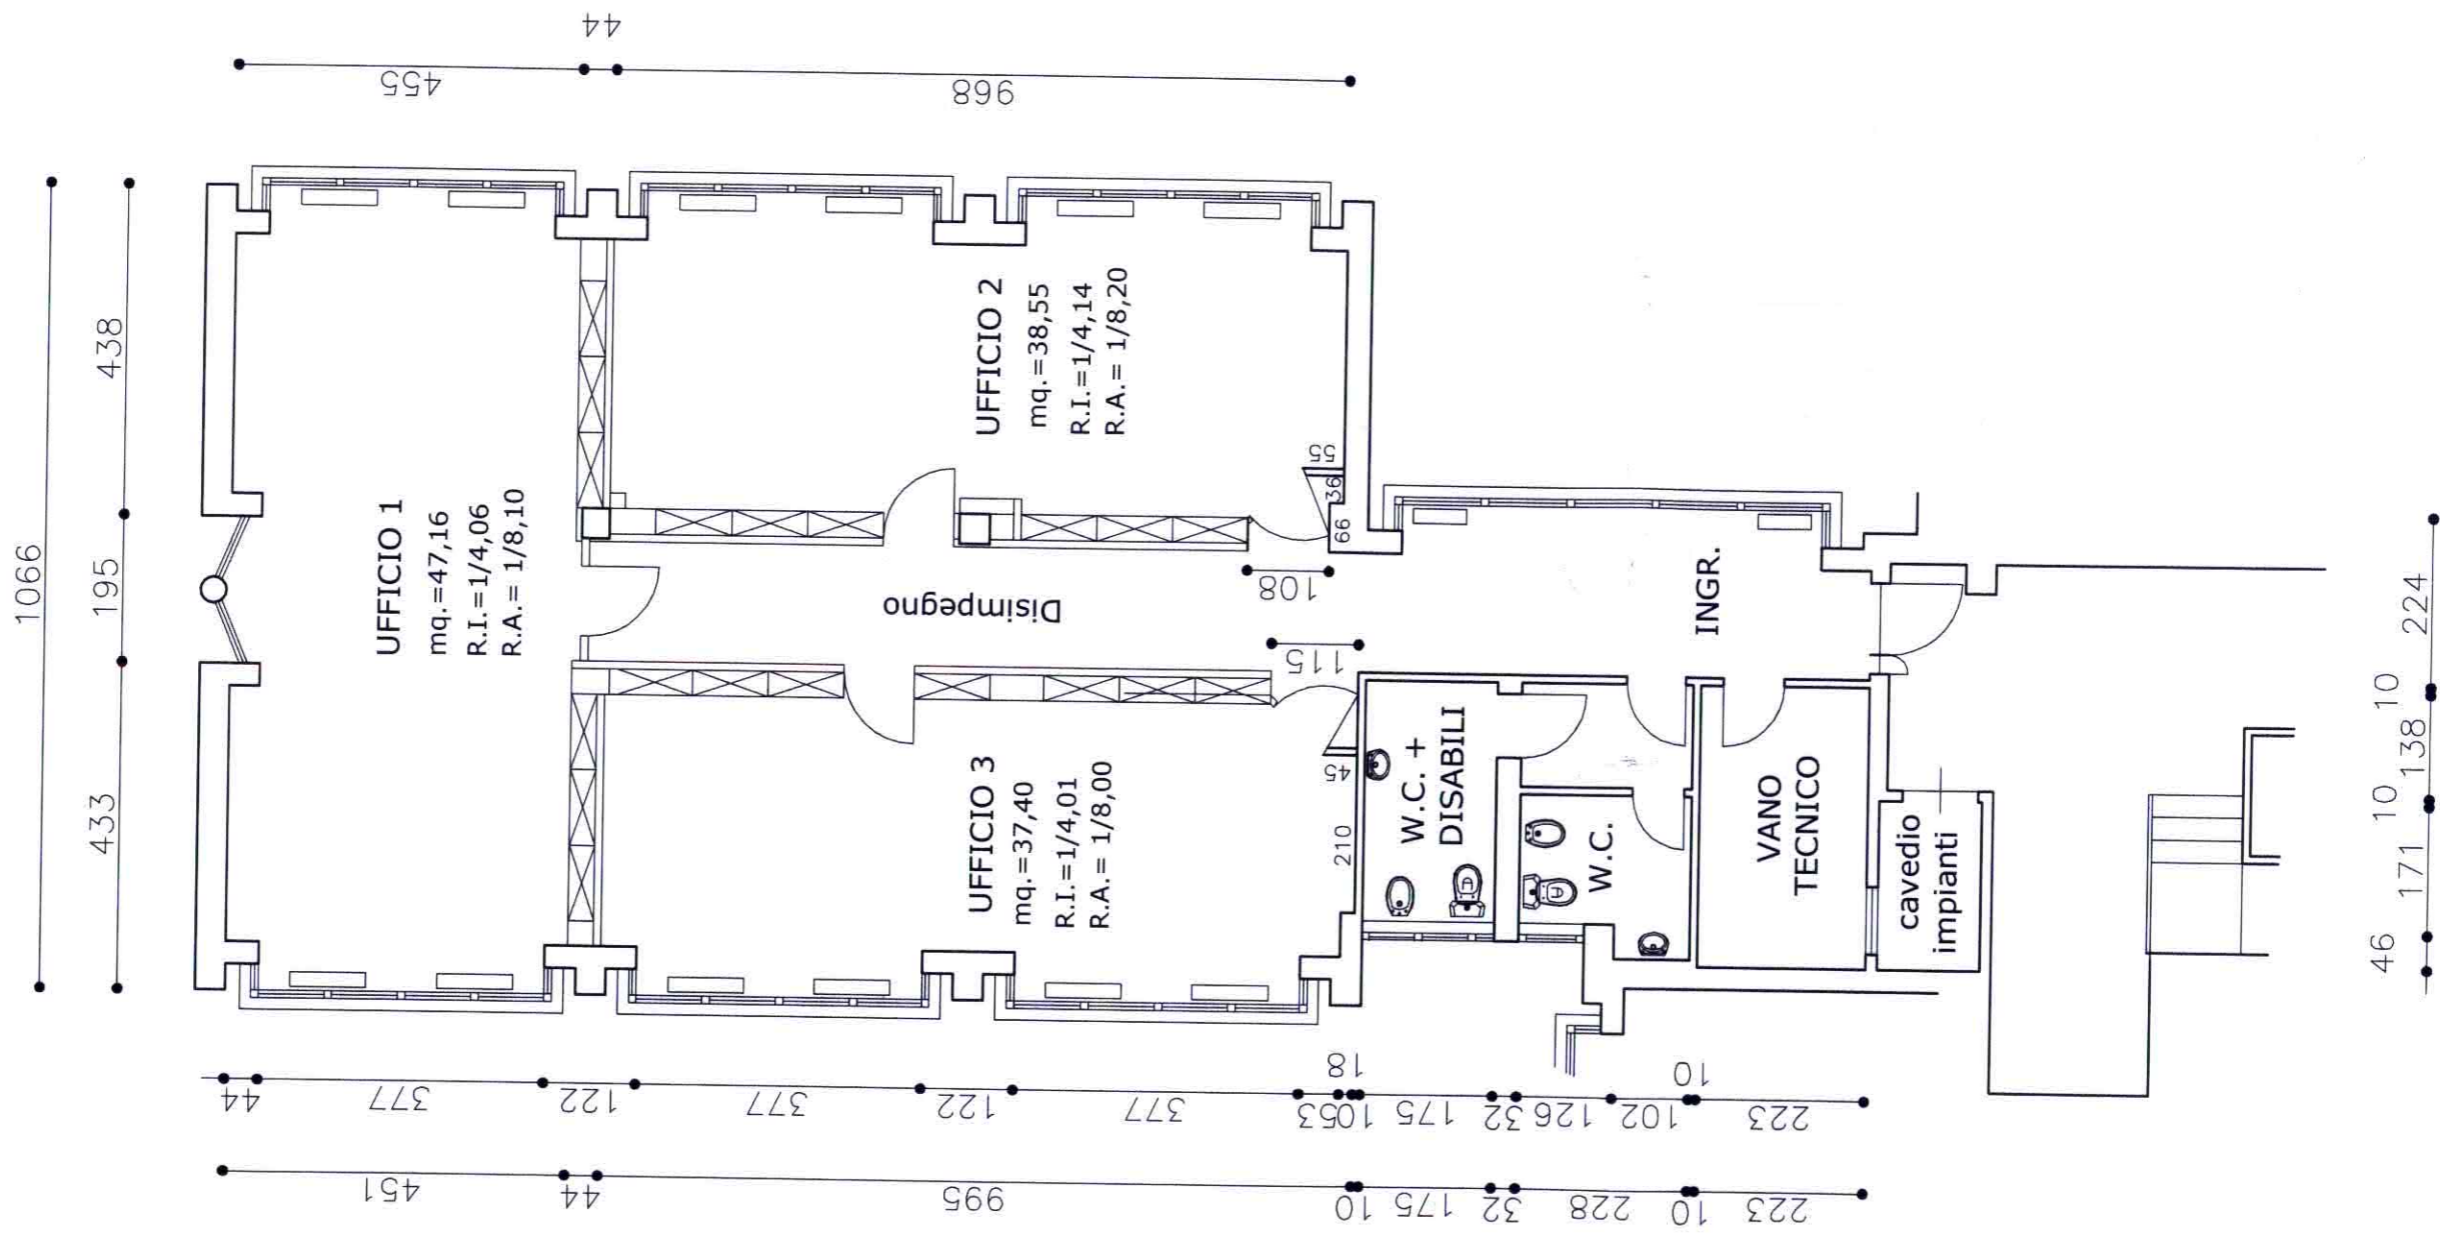 44
455
968
1066
438
195
433
UFFICIO 1
mq.=47,16
R.I.=1/4,06
R.A.= 1/8,10
UFFICIO 2
mq.=38,55
R.I.=1/4,14
R.A.= 1/8,20
55
36
66
108
Disimpegno
115
INGR.
UFFICIO 3
mq.=37,40
R.I.=1/4,01
R.A.= 1/8,00
45
210
W.C. +
DISABILI
W.C.
VANO
TECNICO
cavedio
impianti
224
10
138
10
171
46
44
377
122
377
122
377
1053
18
175
32
126
102
10
223
451
44
995
10
175
32
228
10
223